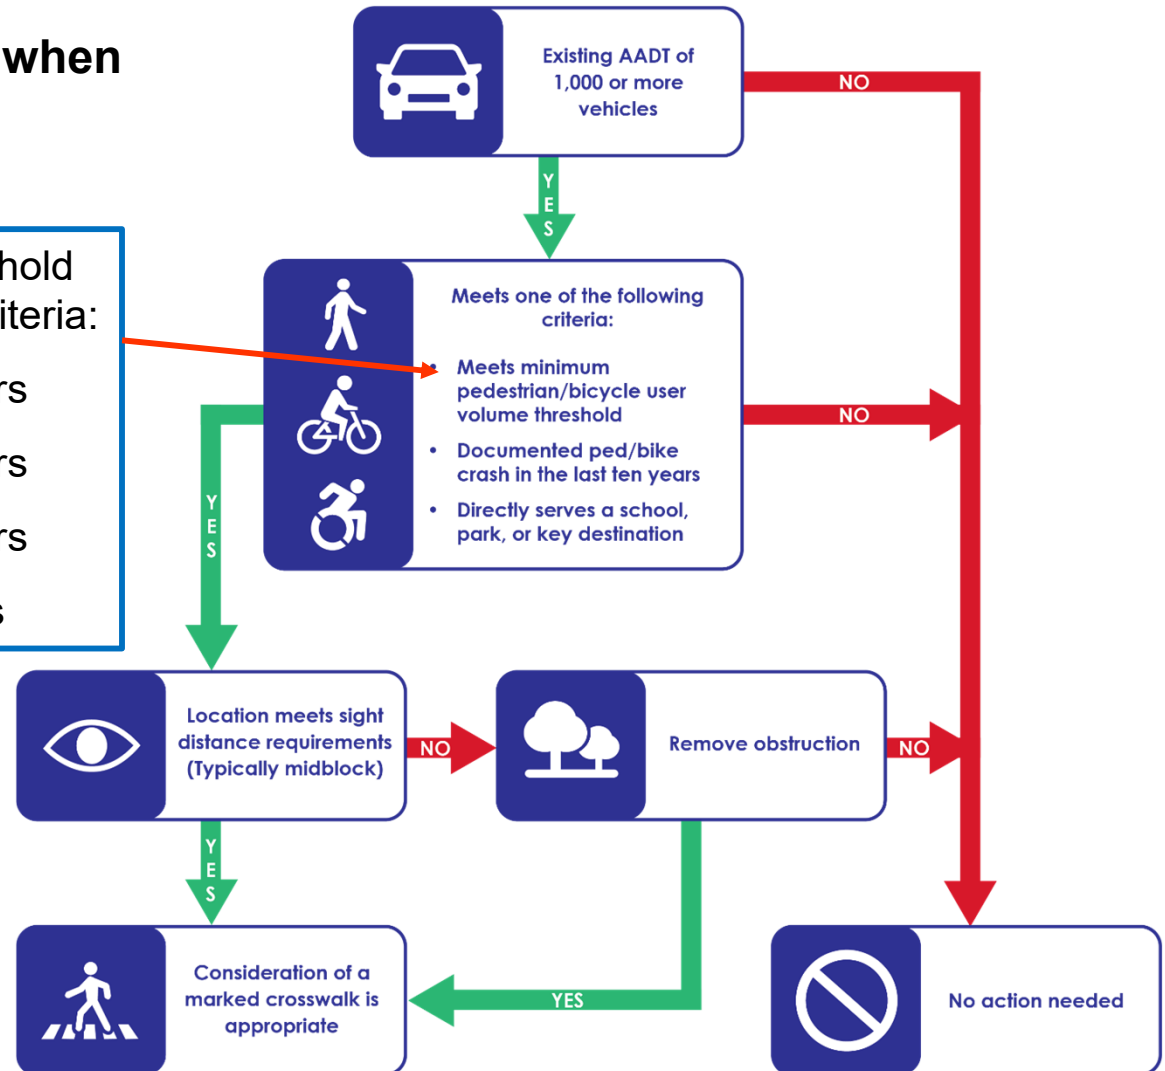 when
Existing AADT of
1,000 or more
vehicles
NO
YES
hold
iteria:
rs
rs
rs
s
Meets one of the following
criteria:
• Meets minimum
pedestrian/bicycle user
volume threshold
• Documented ped/bike
crash in the last ten years
• Directly serves a school,
park, or key destination
NO
YES
Location meets sight
distance requirements
(Typically midblock)
NO
Remove obstruction
NO
YES
Consideration of a
marked crosswalk is
appropriate
YES
No action needed